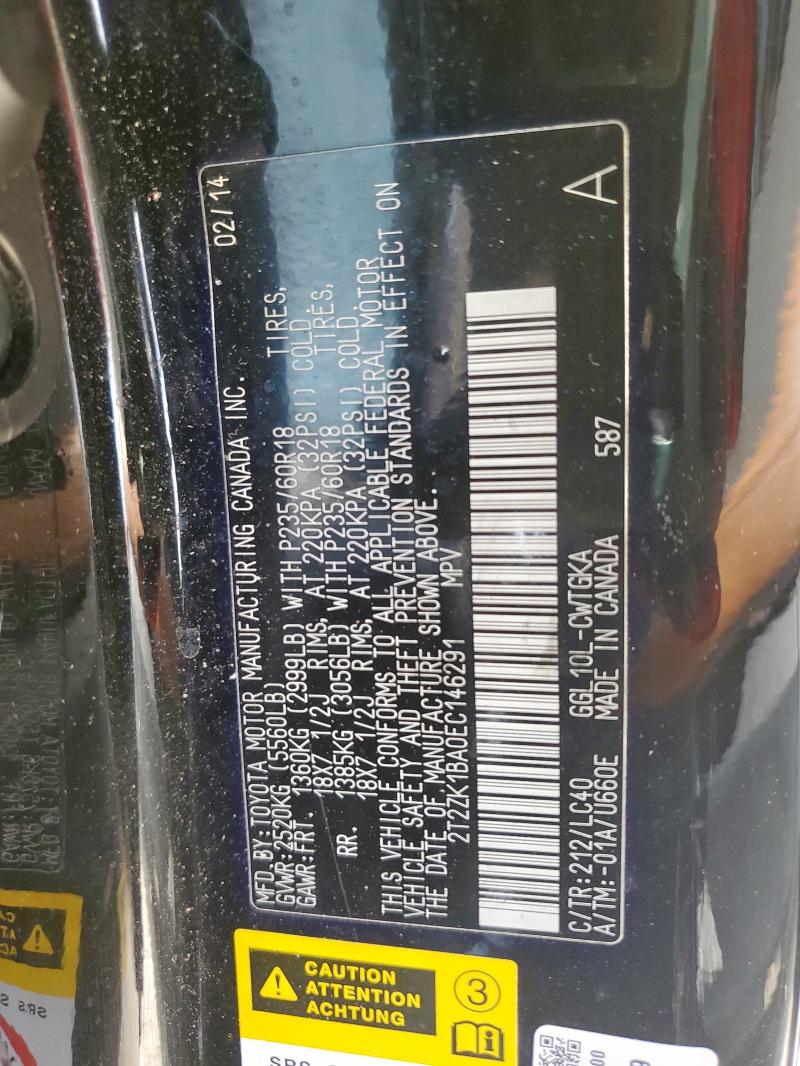 MFD. BY: TOYOTA MOTOR MANUFACTURING CANADA INC. 02/14
GVWR: 2520KG (5560LB)
GAWR: FRT. 1360KG (2999LB) WITH P235/60R18 TIRES,
18X7 1/2J RIMS, AT 220KPA (32PSI) COLD
RR. 1385KG (3056LB) WITH P235/60R18 TIRES,
18X7 1/2J RIMS, AT 220KPA (32PSI) COLD,
THIS VEHICLE CONFORMS TO ALL APPLICABLE FEDERAL MOTOR
VEHICLE SAFETY AND THEFT PREVENTION STANDARDS IN EFFECT ON
THE DATE OF MANUFACTURE SHOWN ABOVE.
2T2ZK1BA0EC146291 MPV
C/TR: 212/LC40 GGL10L-CWTGKA A
A/TM: -01A/U660E MADE IN CANADA 587
CAUTION
ATTENTION
ACHTUNG
3
i